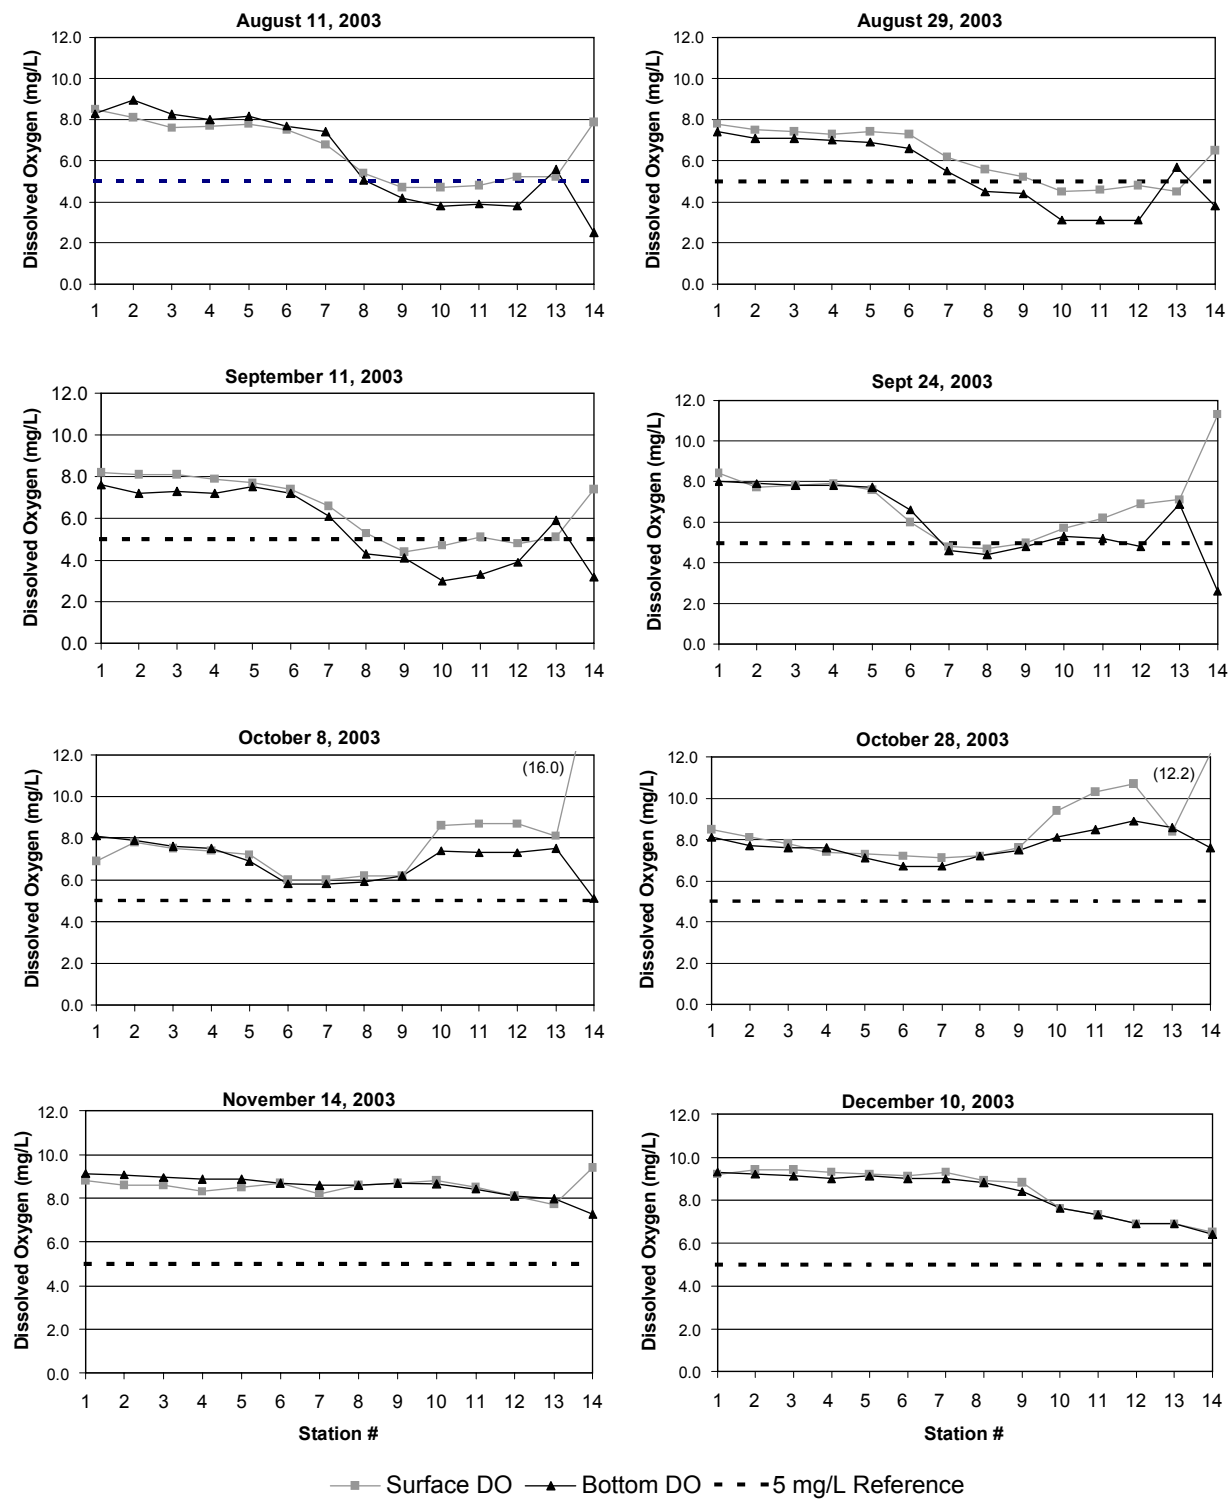 August 11, 2003
12.0
10.0
8.0
6.0
4.0
2.0
0.0
Dissolved Oxygen (mg/L)
1 2 3 4 5 6 7 8 9 10 11 12 13 14
August 29, 2003
12.0
10.0
8.0
6.0
4.0
2.0
0.0
Dissolved Oxygen (mg/L)
1 2 3 4 5 6 7 8 9 10 11 12 13 14
September 11, 2003
12.0
10.0
8.0
6.0
4.0
2.0
0.0
Dissolved Oxygen (mg/L)
1 2 3 4 5 6 7 8 9 10 11 12 13 14
Sept 24, 2003
12.0
10.0
8.0
6.0
4.0
2.0
0.0
Dissolved Oxygen (mg/L)
1 2 3 4 5 6 7 8 9 10 11 12 13 14
October 8, 2003
12.0
10.0
8.0
6.0
4.0
2.0
0.0
Dissolved Oxygen (mg/L)
(16.0)
1 2 3 4 5 6 7 8 9 10 11 12 13 14
October 28, 2003
12.0
10.0
8.0
6.0
4.0
2.0
0.0
Dissolved Oxygen (mg/L)
(12.2)
1 2 3 4 5 6 7 8 9 10 11 12 13 14
November 14, 2003
12.0
10.0
8.0
6.0
4.0
2.0
0.0
Dissolved Oxygen (mg/L)
1 2 3 4 5 6 7 8 9 10 11 12 13 14
Station #
December 10, 2003
12.0
10.0
8.0
6.0
4.0
2.0
0.0
Dissolved Oxygen (mg/L)
1 2 3 4 5 6 7 8 9 10 11 12 13 14
Station #
Surface DO Bottom DO 5 mg/L Reference